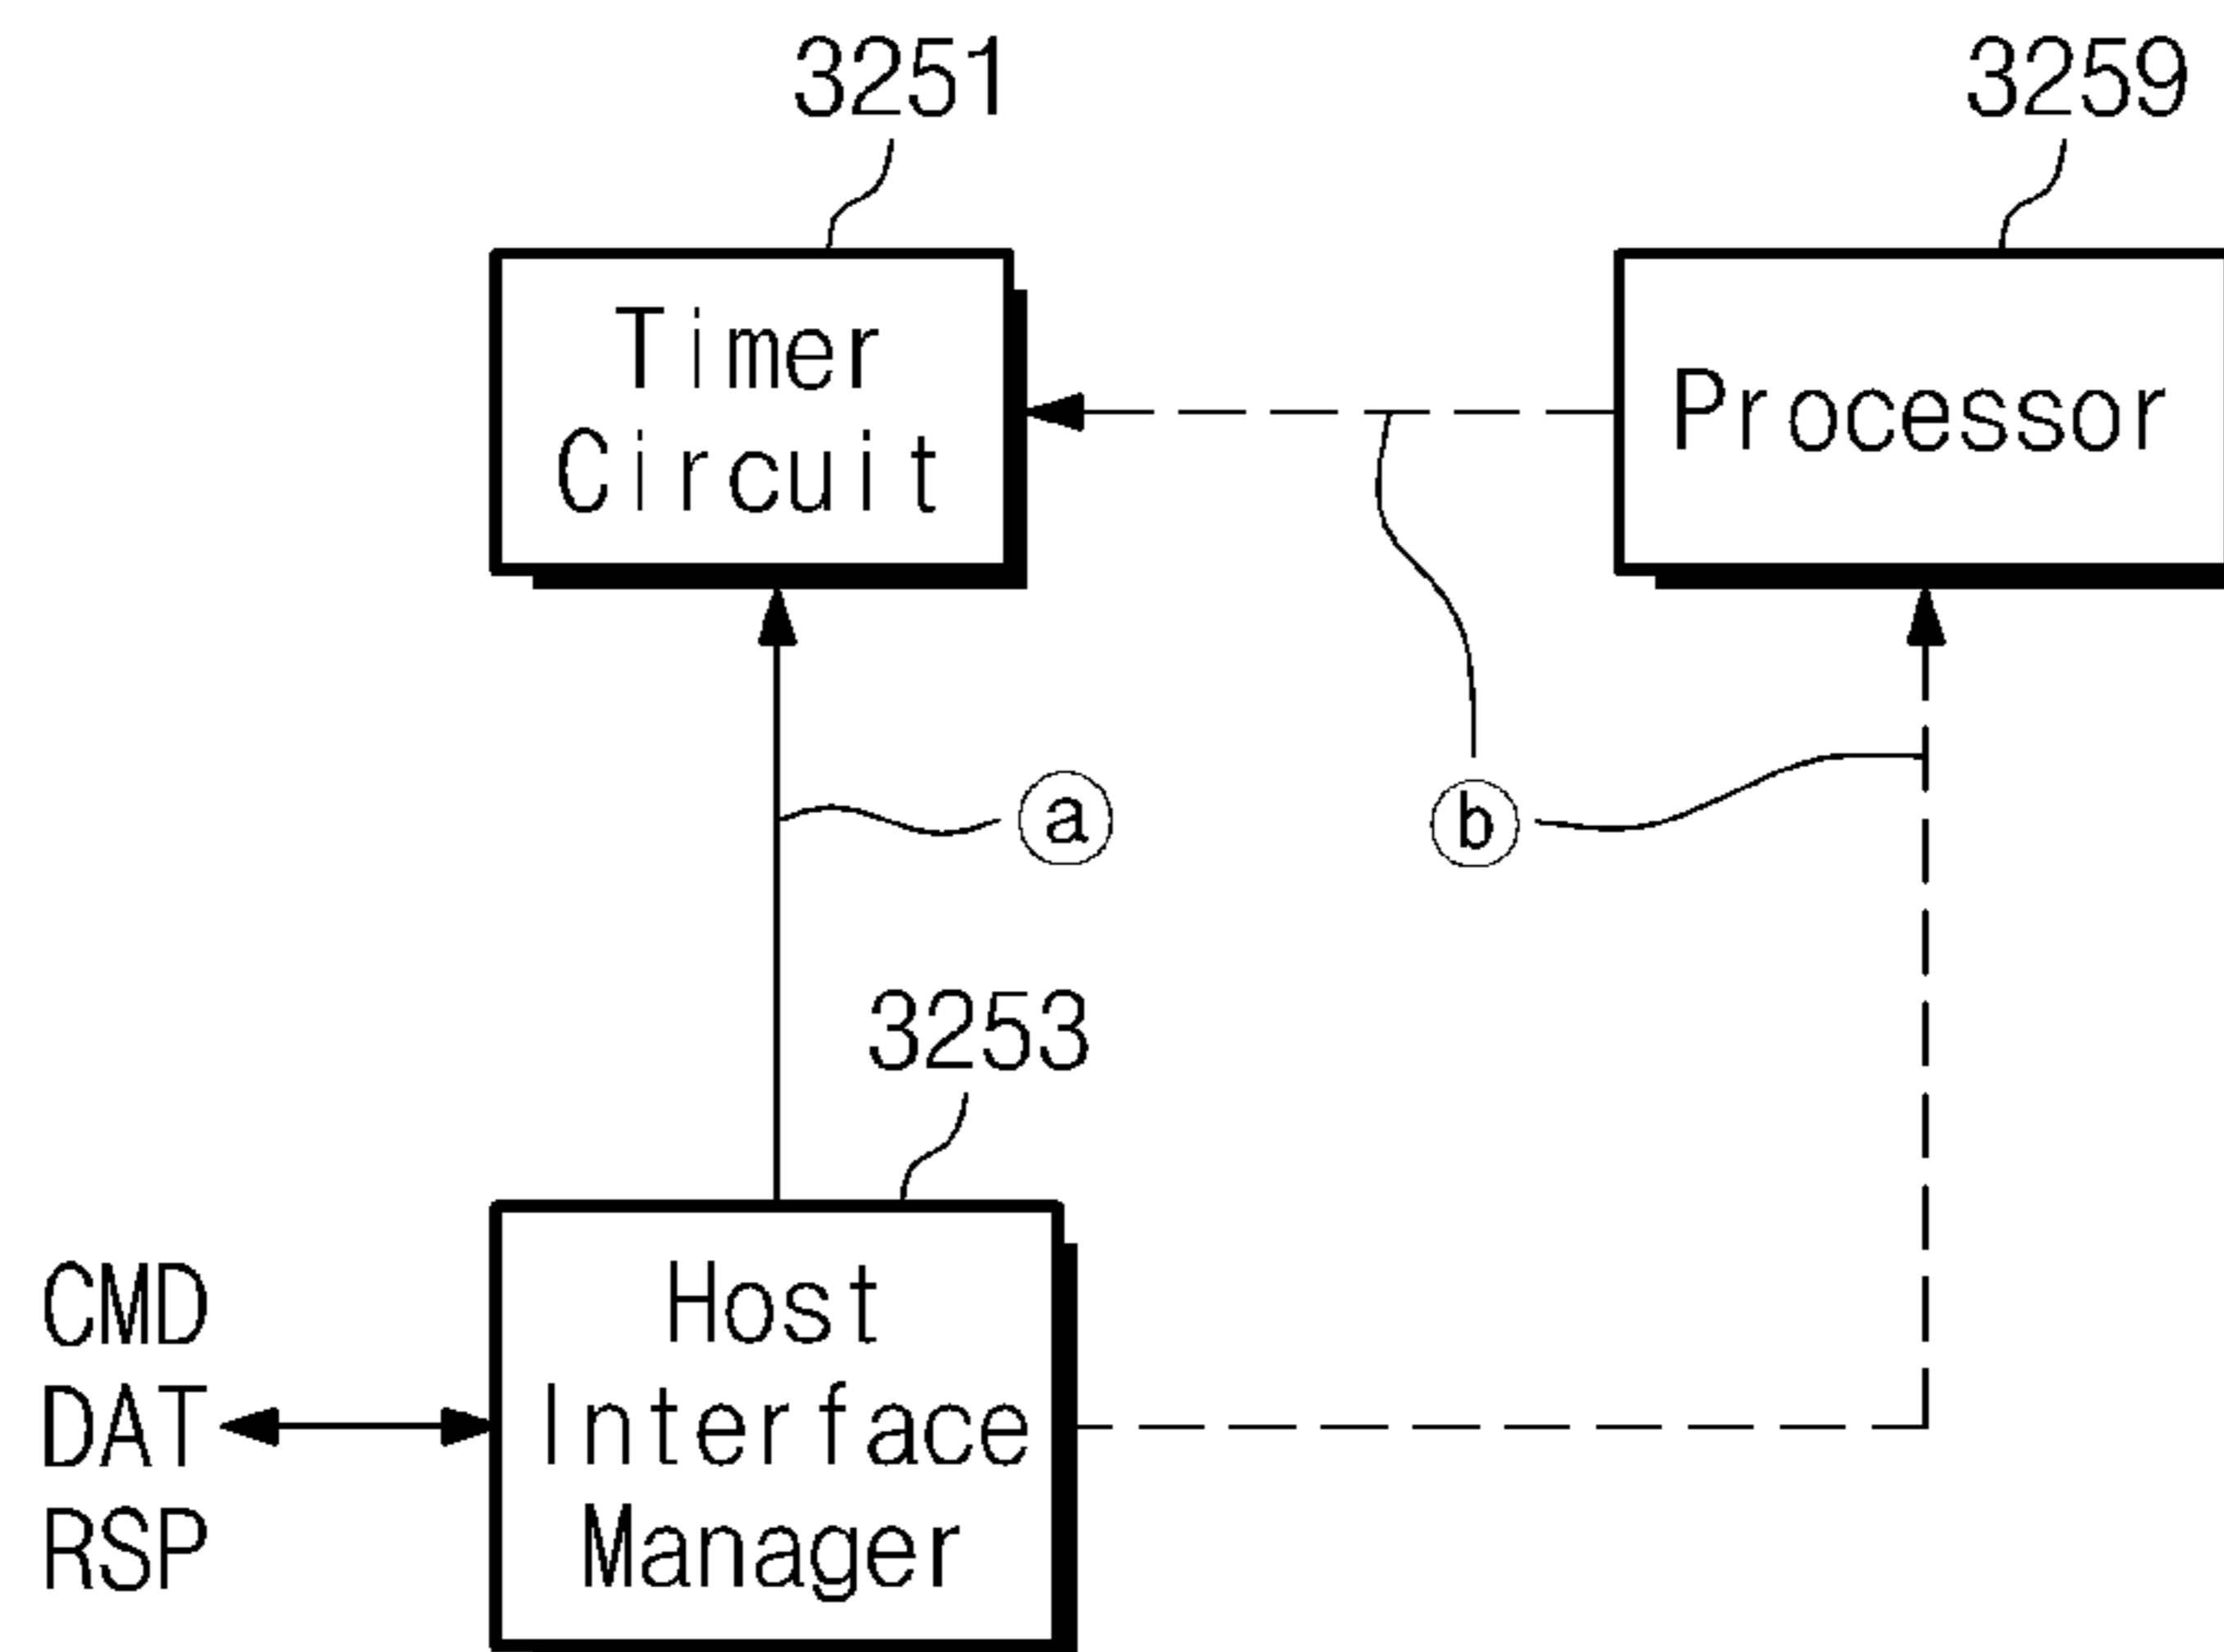 3251
3259
Timer
Circuit
Processor
ⓐ
ⓑ
3253
CMD
DAT
RSP
Host
Interface
Manager